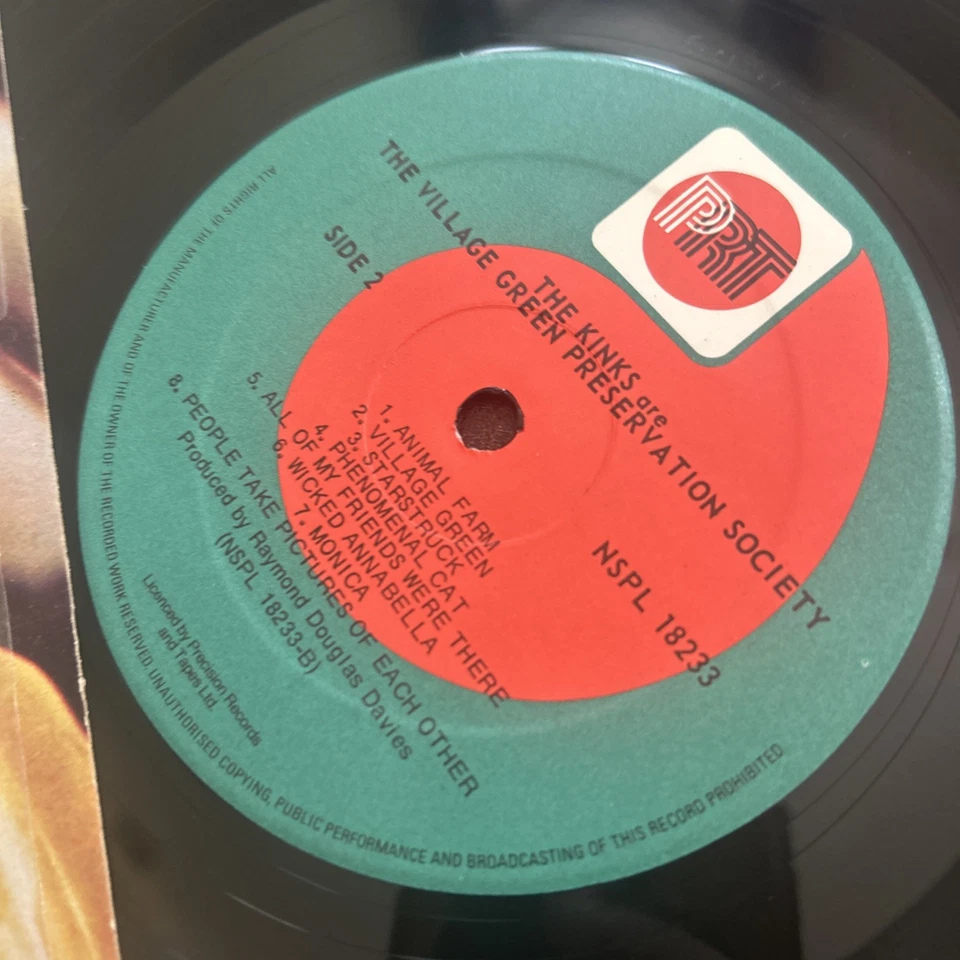 PRT
THE KINKS are
THE VILLAGE GREEN PRESERVATION SOCIETY
SIDE 2
NSPL 18233
1. ANIMAL FARM
2. VILLAGE GREEN
3. STARSTRUCK
4. PHENOMENAL CAT
5. ALL OF MY FRIENDS WERE THERE
6. WICKED ANNABELLA
7. MONICA
8. PEOPLE TAKE PICTURES OF EACH OTHER
Produced by Raymond Douglas Davies
(NSPL 18233-B)
Licenced by Precision Records
and Tapes Ltd.
ALL RIGHTS OF THE MANUFACTURER AND OF THE OWNER OF THE RECORDED WORK RESERVED. UNAUTHORISED COPYING, PUBLIC PERFORMANCE AND BROADCASTING OF THIS RECORD PROHIBITED